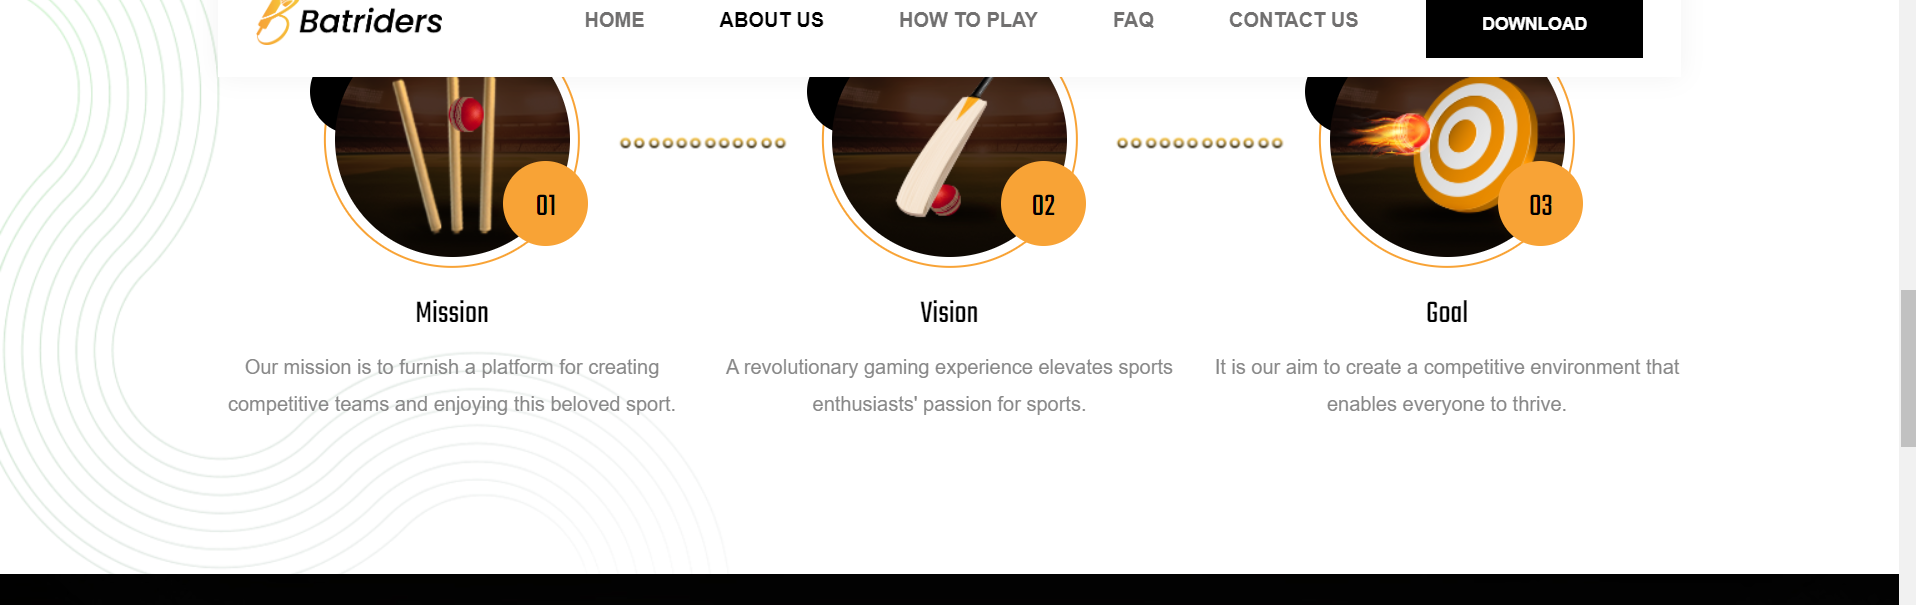 Batriders
HOME
ABOUT US
HOW TO PLAY
FAQ
CONTACT US
DOWNLOAD
01
02
03
Mission
Our mission is to furnish a platform for creating
competitive teams and enjoying this beloved sport.
Vision
A revolutionary gaming experience elevates sports
enthusiasts' passion for sports.
Goal
It is our aim to create a competitive environment that
enables everyone to thrive.